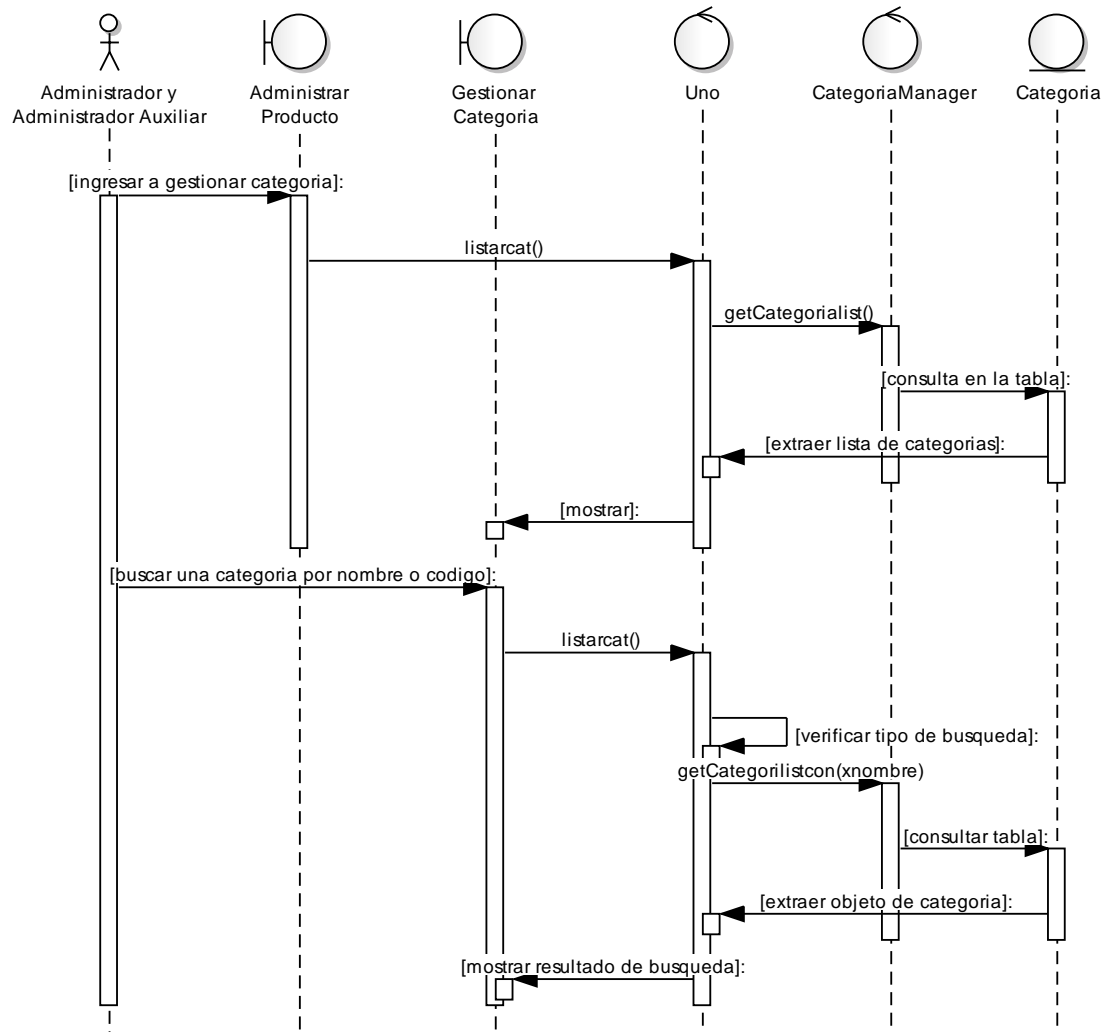 Administrador y
Administrador Auxiliar
Administrar
Producto
Gestionar
Categoria
Uno
CategoriaManager
Categoria
[ingresar a gestionar categoria]:
listarcat()
getCategorialist()
[consulta en la tabla]:
[extraer lista de categorias]:
[mostrar]:
[buscar una categoria por nombre o codigo]:
listarcat()
[verificar tipo de busqueda]:
getCategorilistcon(xnombre)
[consultar tabla]:
[extraer objeto de categoria]:
[mostrar resultado de busqueda]: